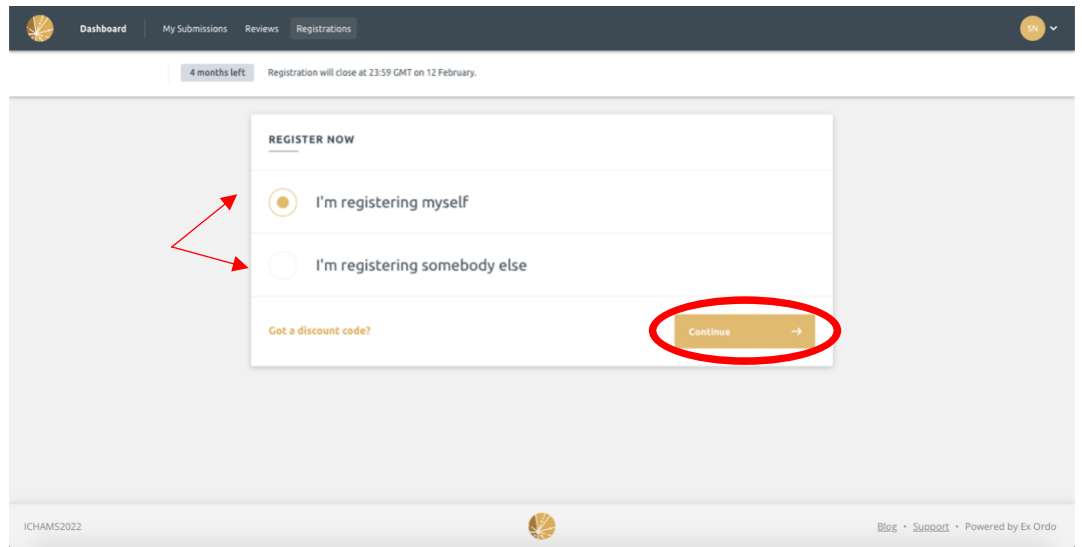 Dashboard My Submissions Reviews Registrations SN
4 months left Registration will close at 23:59 GMT on 12 February.
REGISTER NOW
I'm registering myself
I'm registering somebody else
Got a discount code? Continue →
ICHAMS2022 Blog • Support • Powered by Ex Ordo